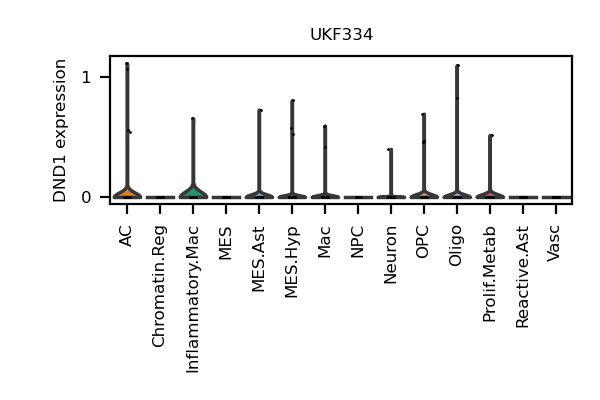 UKF334
DND1 expression
1
0
AC
Chromatin.Reg
Inflammatory.Mac
MES
MES.Ast
MES.Hyp
Mac
NPC
Neuron
OPC
Oligo
Prolif.Metab
Reactive.Ast
Vasc